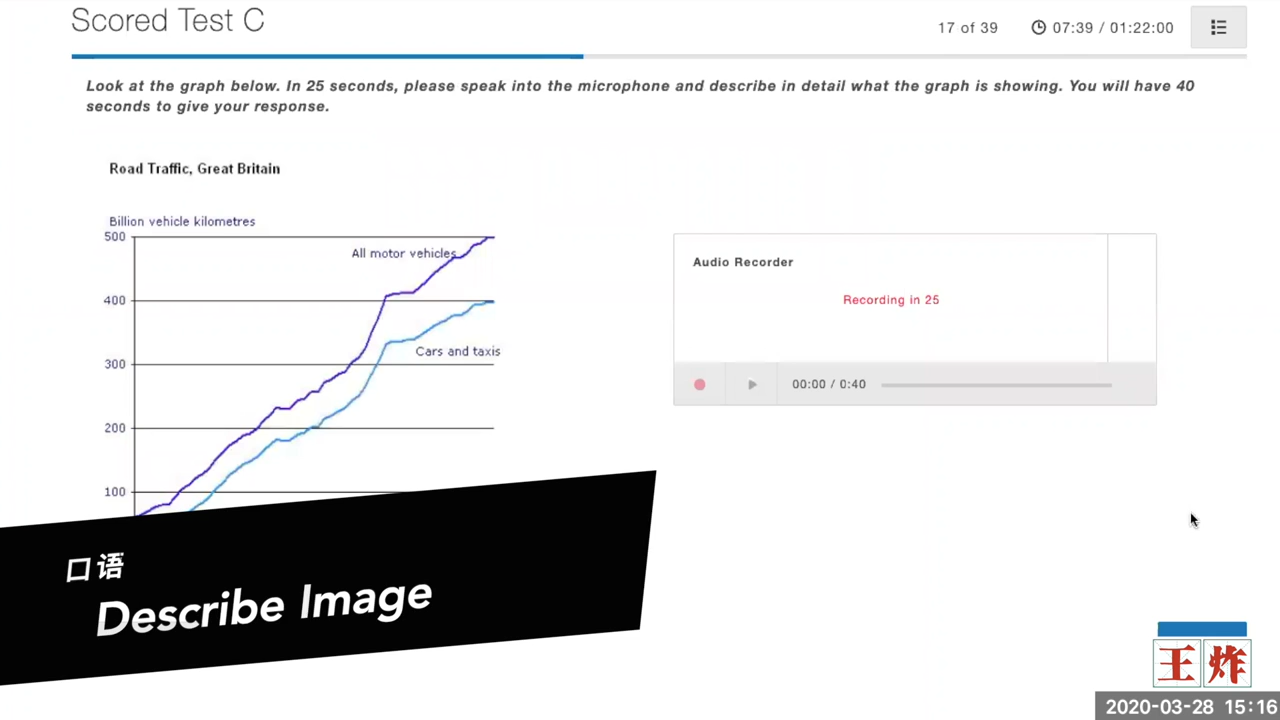 Scored Test C
17 of 39
07:39 / 01:22:00
Look at the graph below. In 25 seconds, please speak into the microphone and describe in detail what the graph is showing. You will have 40
seconds to give your response.
Road Traffic, Great Britain
Billion vehicle kilometres
500
All motor vehicles
400
Cars and taxis
300
200
100
Audio Recorder
Recording in 25
00:00 / 0:40
口语
Describe Image
王炸
2020-03-28 15:16